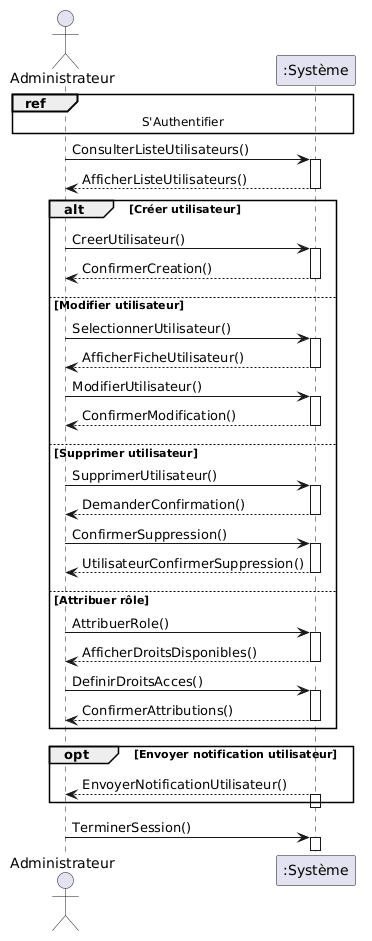 Administrateur
:Système
ref
S'Authentifier
ConsulterListeUtilisateurs()
AfficherListeUtilisateurs()
alt [Créer utilisateur]
CreerUtilisateur()
ConfirmerCreation()
[Modifier utilisateur]
SelectionnerUtilisateur()
AfficherFicheUtilisateur()
ModifierUtilisateur()
ConfirmerModification()
[Supprimer utilisateur]
SupprimerUtilisateur()
DemanderConfirmation()
ConfirmerSuppression()
UtilisateurConfirmerSuppression()
[Attribuer rôle]
AttribuerRole()
AfficherDroitsDisponibles()
DefinirDroitsAcces()
ConfirmerAttributions()
opt [Envoyer notification utilisateur]
EnvoyerNotificationUtilisateur()
TerminerSession()
Administrateur
:Système